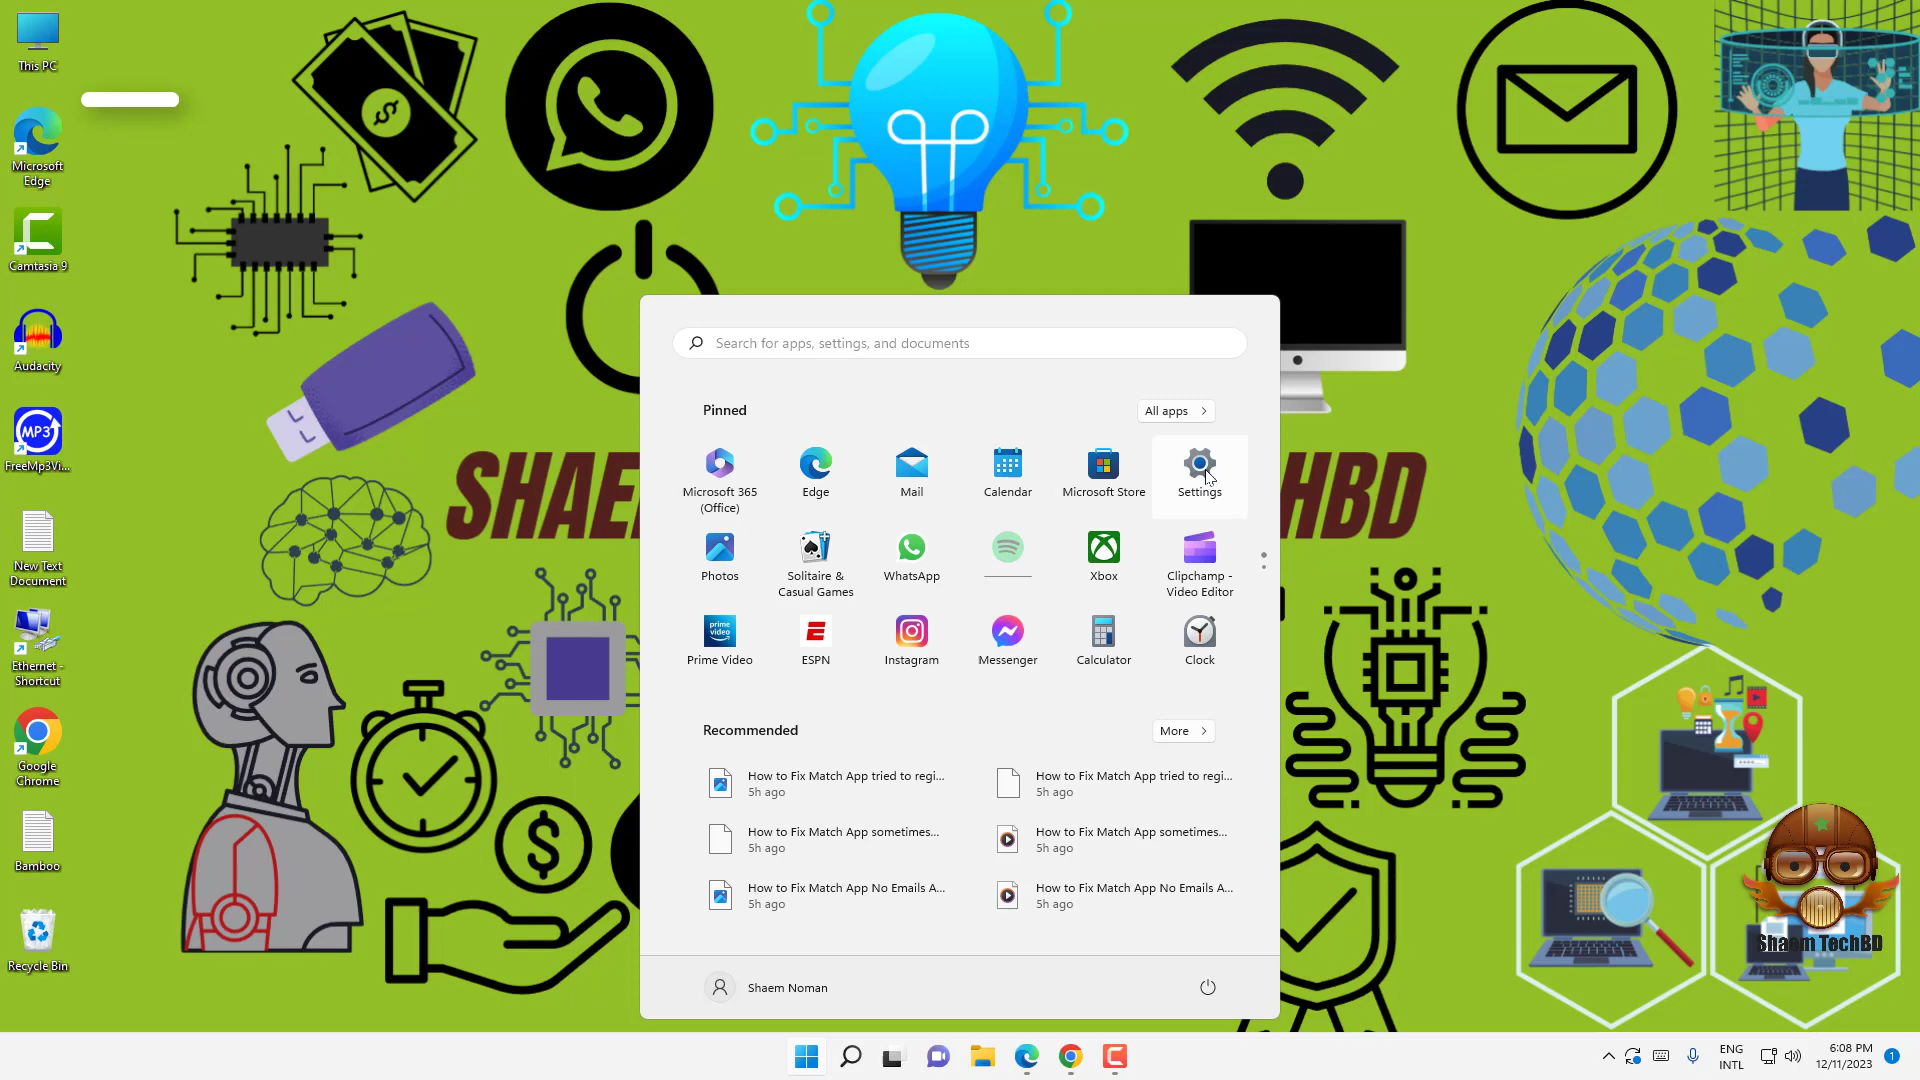 This PC
Microsoft
Edge
Camtasia 9
Audacity
MP3
FreeMp3Vi...
New Text
Document
Ethernet -
Shortcut
Google
Chrome
Bamboo
Recycle Bin
SHAE
HBD
Search for apps, settings, and documents
Pinned
All apps
Microsoft 365
(Office)
Edge
Mail
Calendar
Microsoft Store
Settings
Photos
Solitaire &
Casual Games
WhatsApp
Xbox
Clipchamp -
Video Editor
prime
video
Prime Video
ESPN
Instagram
Messenger
Calculator
Clock
Recommended
More
How to Fix Match App tried to regi...
5h ago
How to Fix Match App tried to regi...
5h ago
How to Fix Match App sometimes...
5h ago
How to Fix Match App sometimes...
5h ago
How to Fix Match App No Emails A...
5h ago
How to Fix Match App No Emails A...
5h ago
Shaem Noman
Shaem TechBD
ENG
INTL
6:08 PM
12/11/2023
1